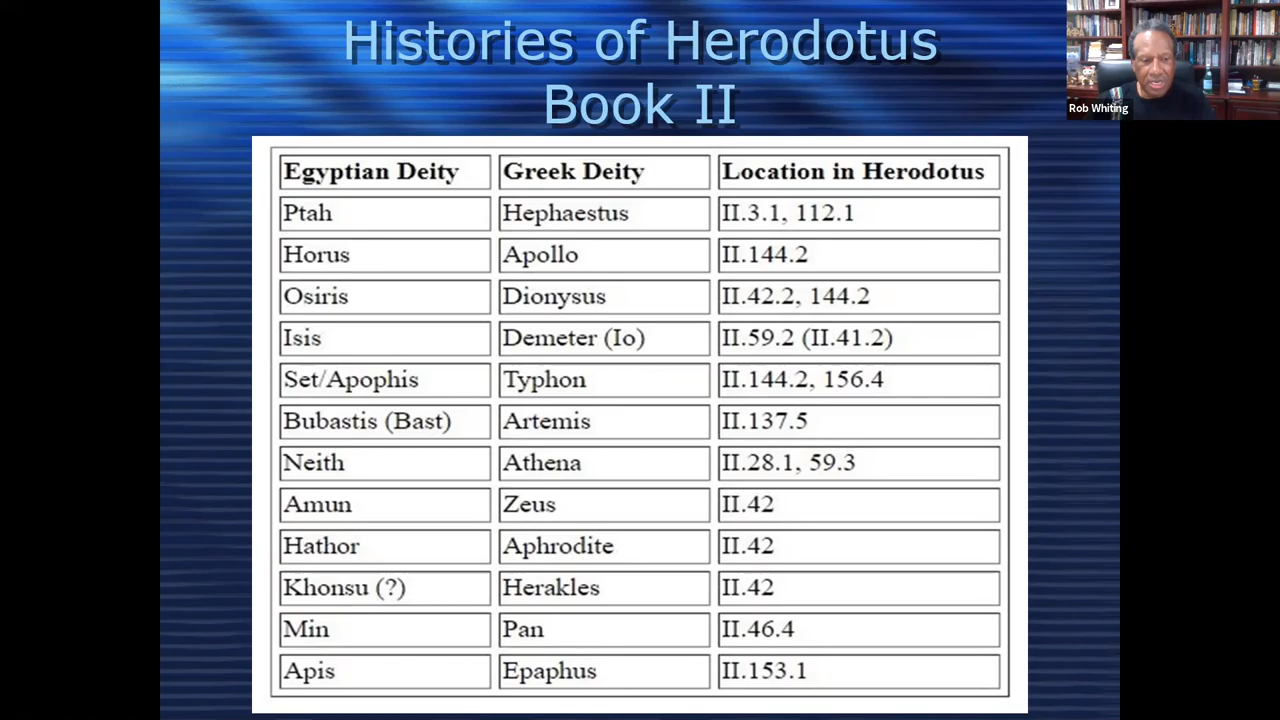 Histories of Herodotus
Book II
Rob Whiting
Egyptian Deity Greek Deity Location in Herodotus
Ptah Hephaestus II.3.1, 112.1
Horus Apollo II.144.2
Osiris Dionysus II.42.2, 144.2
Isis Demeter (Io) II.59.2 (II.41.2)
Set/Apophis Typhon II.144.2, 156.4
Bubastis (Bast) Artemis II.137.5
Neith Athena II.28.1, 59.3
Amun Zeus II.42
Hathor Aphrodite II.42
Khonsu (?) Herakles II.42
Min Pan II.46.4
Apis Epaphus II.153.1